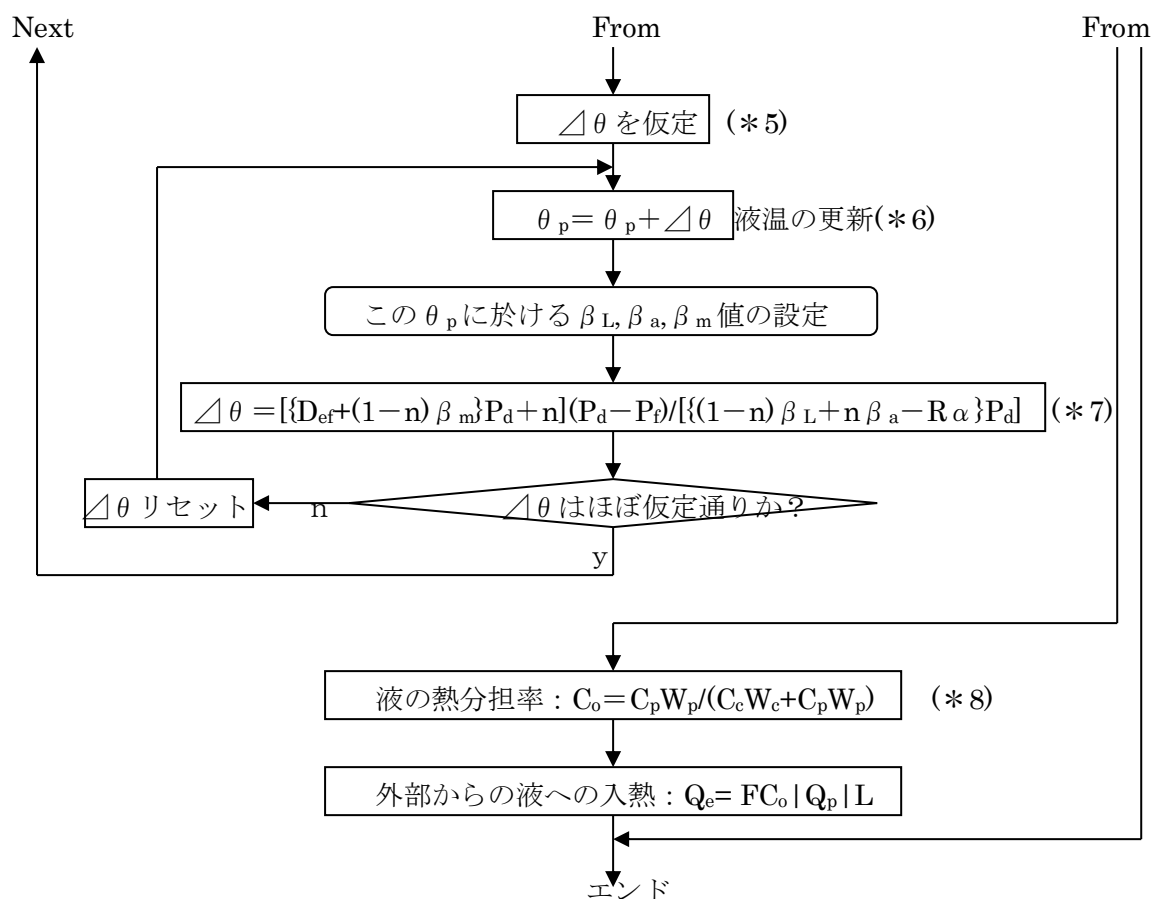 Next From From
⊿θを仮定 (＊5)
θp＝θp＋⊿θ 液温の更新(＊6)
このθpに於けるβL,βa,βm値の設定
⊿θ＝[{Def+(1－n)βm}Pd＋n](Pd－Pf)/[{(1－n)βL＋nβa－Rα}Pd] (＊7)
⊿θリセット n ⊿θはほぼ仮定通りか？
y
液の熱分担率：Co＝CpWp/(CcWc+CpWp) (＊8)
外部からの液への入熱：Qe= FCo|Qp|L
エンド